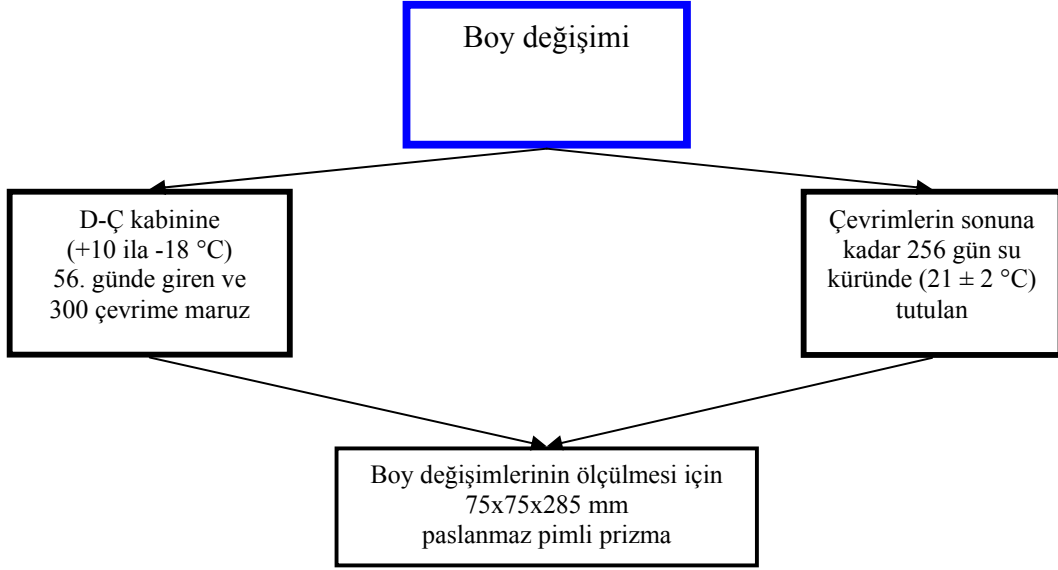 Boy değişimi
D-Ç kabinine
(+10 ila -18 °C)
56. günde giren ve
300 çevrime maruz
Çevrimlerin sonuna
kadar 256 gün su
küründe (21 ± 2 °C)
tutulan
Boy değişimlerinin ölçülmesi için
75x75x285 mm
paslanmaz pimli prizma